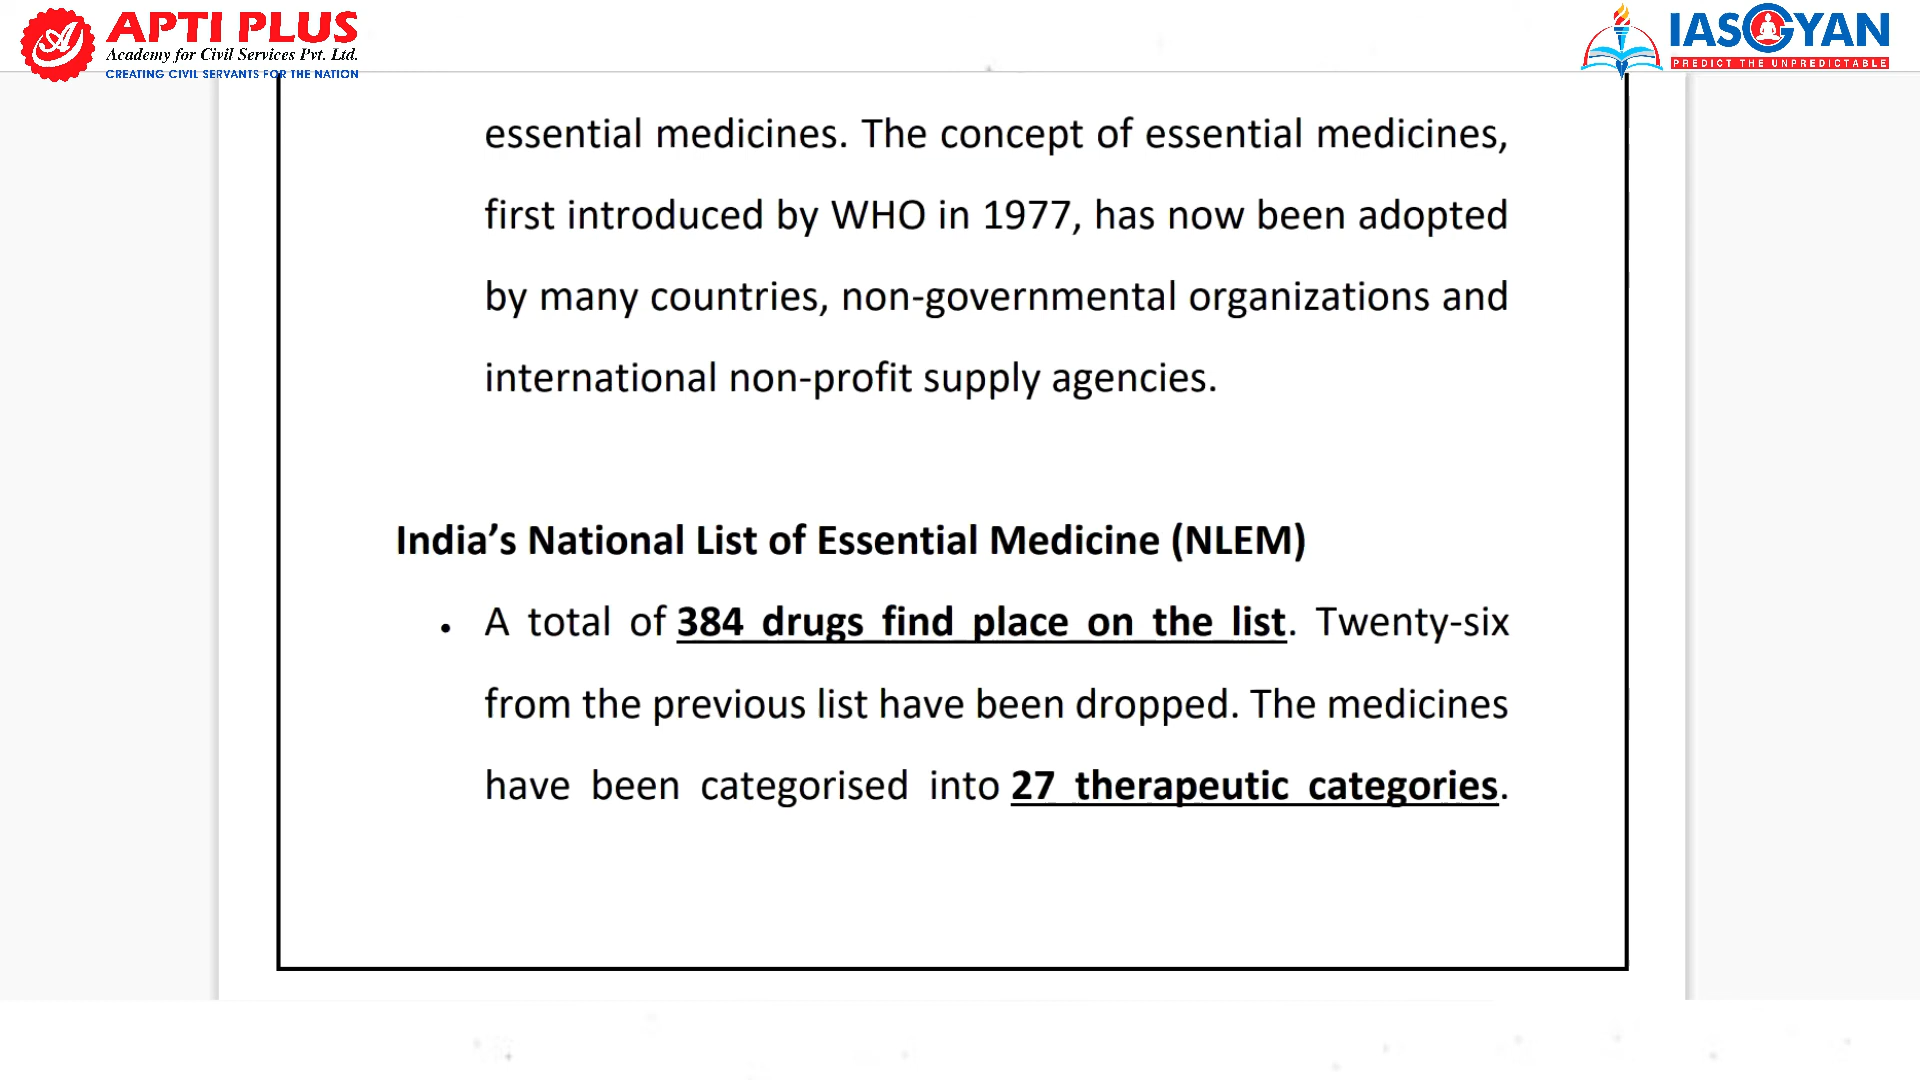 APTI PLUS
Academy for Civil Services Pvt. Ltd.
CREATING CIVIL SERVANTS FOR THE NATION
IASGYAN
PREDICT THE UNPREDICTABLE
essential medicines. The concept of essential medicines,
first introduced by WHO in 1977, has now been adopted
by many countries, non-governmental organizations and
international non-profit supply agencies.
India’s National List of Essential Medicine (NLEM)
• A total of 384 drugs find place on the list. Twenty-six
from the previous list have been dropped. The medicines
have been categorised into 27 therapeutic categories.